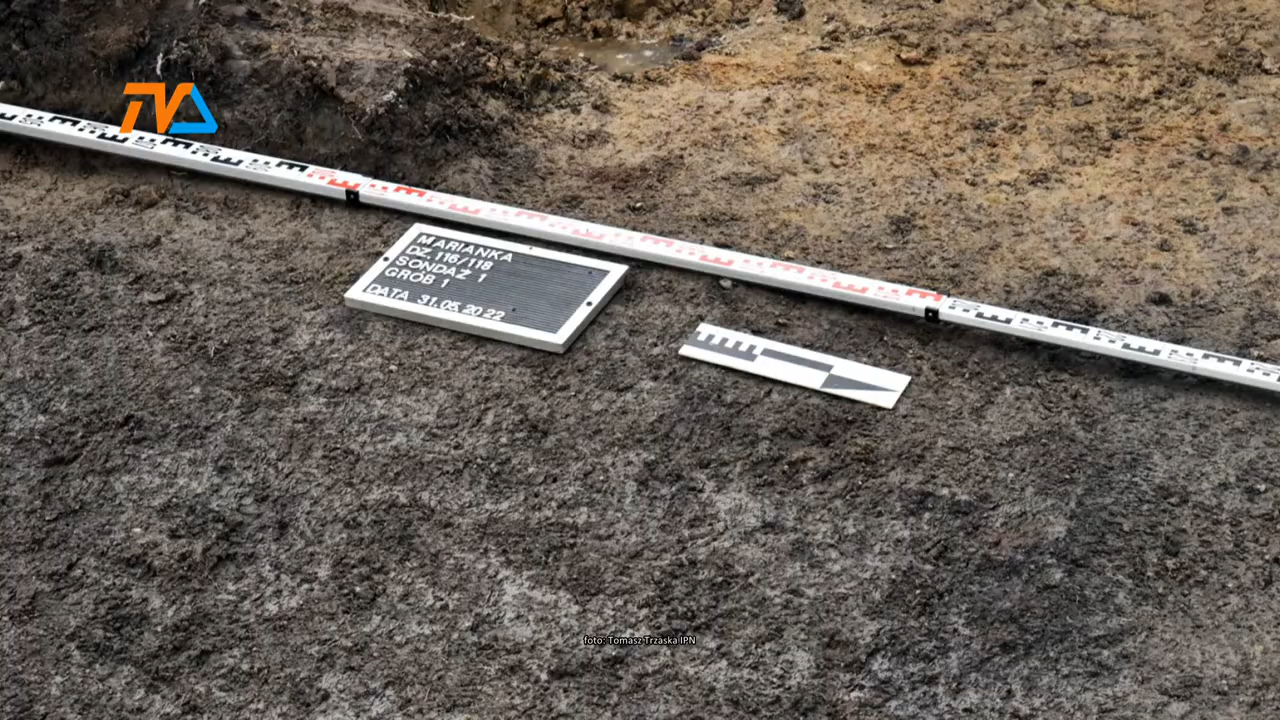 TVA
MARIANKA
DZ. 116/118
SONDAŻ 1
GRÓB 1
DATA 31.05.2022
foto: Tomasz Trzaska IPN